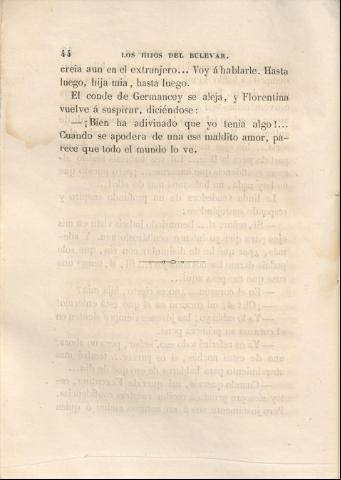 44 LOS HIJOS DEL BULEVAR.
creia aun en el extranjero... Voy á hablarle. Hasta
luego, hija mia, hasta luego.
El conde de Germancey se aleja, y Florentina
vuelve á suspirar, diciéndose:
—¡Bien ha adivinado que yo tenia algo!...
Cuando se apodera de una ese maldito amor, pa-
rece que todo el mundo lo ve.